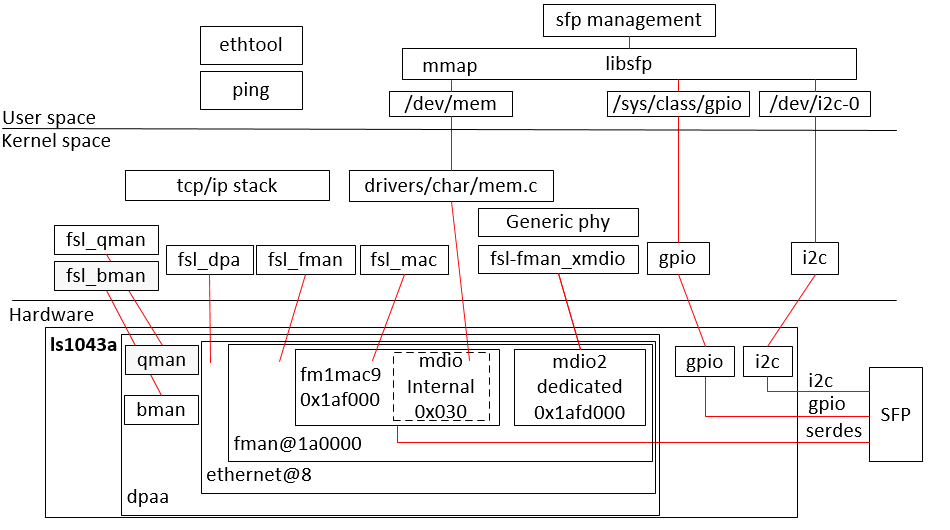 sfp management
ethtool
mmap
libsfp
ping
/dev/mem
/sys/class/gpio
/dev/i2c-0
User space
Kernel space
tcp/ip stack
drivers/char/mem.c
Generic phy
fsl_qman
fsl_bman
fsl_dpa
fsl_fman
fsl_mac
fsl-fman_xmdio
gpio
i2c
Hardware
ls1043a
qman
bman
fm1mac9
0x1af000
mdio
Internal
0x030
mdio2
dedicated
0x1afd000
gpio
i2c
i2c
gpio
serdes
SFP
fman@1a0000
ethernet@8
dpaa